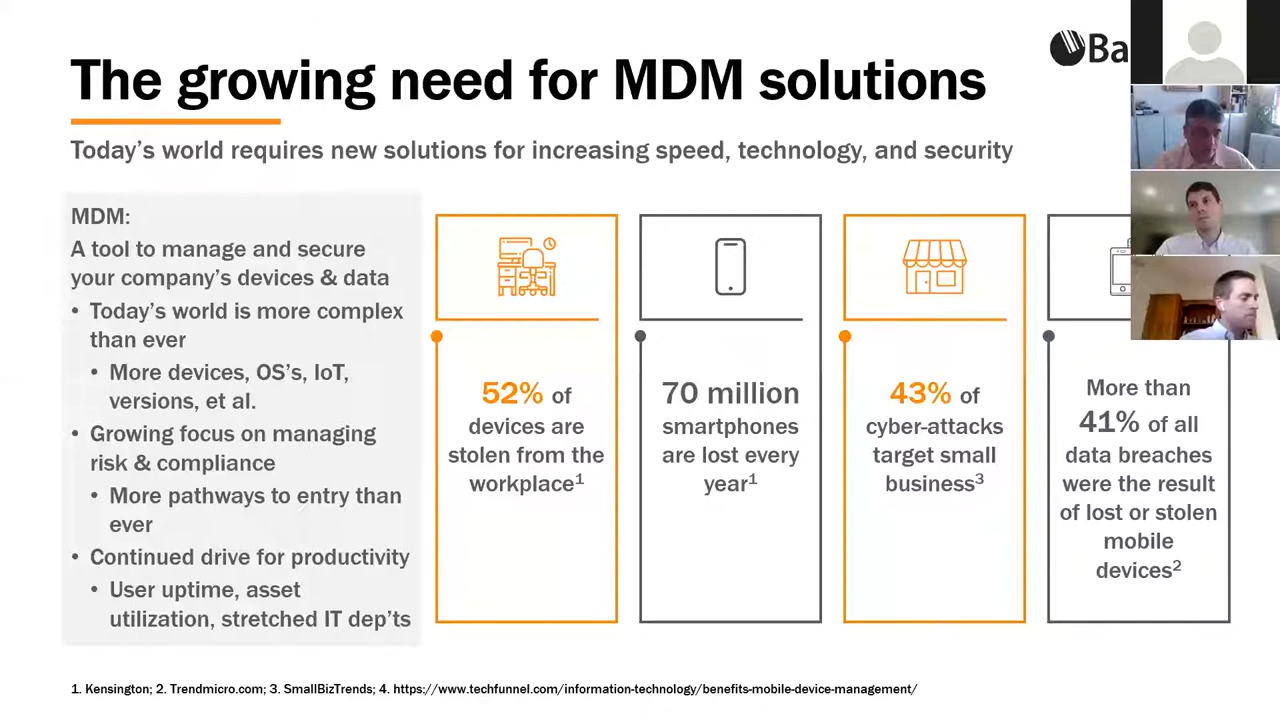 The growing need for MDM solutions
Ba
Today's world requires new solutions for increasing speed, technology, and security
MDM:
A tool to manage and secure
your company's devices & data
• Today's world is more complex
than ever
• More devices, OS's, IoT,
versions, et al.
• Growing focus on managing
risk & compliance
• More pathways to entry than
ever
• Continued drive for productivity
• User uptime, asset
utilization, stretched IT dep'ts
52% of
devices are
stolen from the
workplace¹
70 million
smartphones
are lost every
year¹
43% of
cyber-attacks
target small
business³
More than
41% of all
data breaches
were the result
of lost or stolen
mobile
devices²
1. Kensington; 2. Trendmicro.com; 3. SmallBizTrends; 4. https://www.techfunnel.com/information-technology/benefits-mobile-device-management/